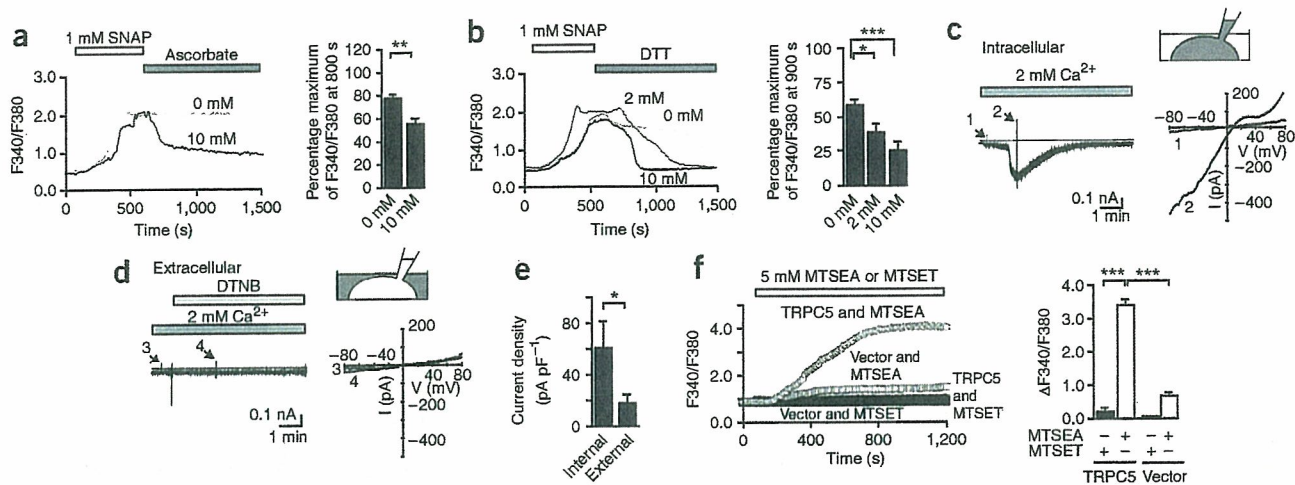 a
1 mM SNAP
Ascorbate
F340/F380
3.0
2.0
1.0
0.0
0 mM
10 mM
0
500
1,000
1,500
Time (s)
Percentage maximum
of F340/F380 at 800 s
100
80
60
40
20
0
**
0 mM
10 mM
b
1 mM SNAP
DTT
F340/F380
3.0
2.0
1.0
0.0
2 mM
0 mM
10 mM
0
500
1,000
1,500
Time (s)
Percentage maximum
of F340/F380 at 900 s
100
75
50
25
0
***
*
0 mM
2 mM
10 mM
c
Intracellular
2 mM Ca2+
1
2
0.1 nA
1 min
200
−80
−40
40
80
V (mV)
1
−200
−400
I (pA)
2
d
Extracellular
DTNB
2 mM Ca2+
3
4
0.1 nA
1 min
200
−80
−40
3
4
40
80
V (mV)
−200
−400
I (pA)
e
Current density
(pA pF−1)
80
60
40
20
0
*
Internal
External
f
5 mM MTSEA or MTSET
F340/F380
4.0
2.0
1.0
0.0
TRPC5 and MTSEA
Vector and
MTSEA
TRPC5
and
MTSET
Vector and MTSET
0
400
800
1,200
Time (s)
ΔF340/F380
4.0
3.0
2.0
1.0
0.0
***
***
MTSEA − + − +
MTSET + − + −
TRPC5 Vector